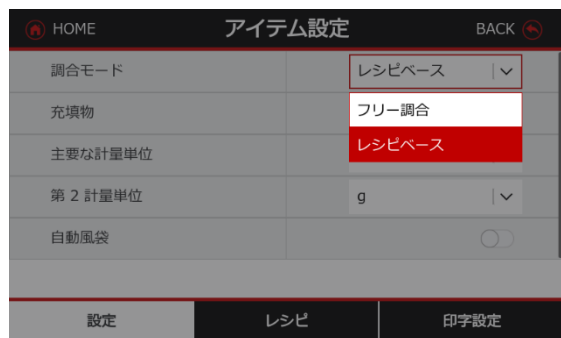 HOME アイテム設定 BACK
調合モード レシピベース
充填物 フリー調合
主要な計量単位 レシピベース
第 2 計量単位 g
自動風袋
設定 レシピ 印字設定